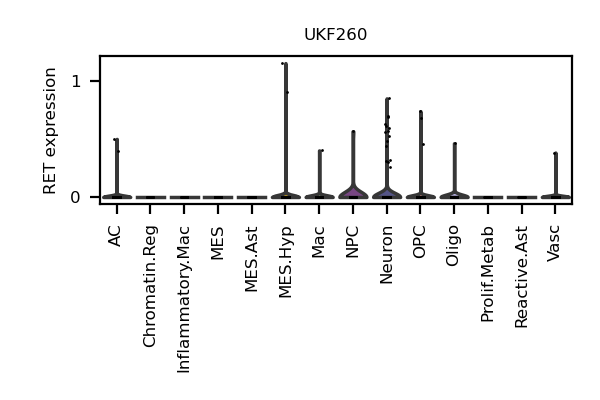 UKF260
RET expression
1
0
AC
Chromatin.Reg
Inflammatory.Mac
MES
MES.Ast
MES.Hyp
Mac
NPC
Neuron
OPC
Oligo
Prolif.Metab
Reactive.Ast
Vasc